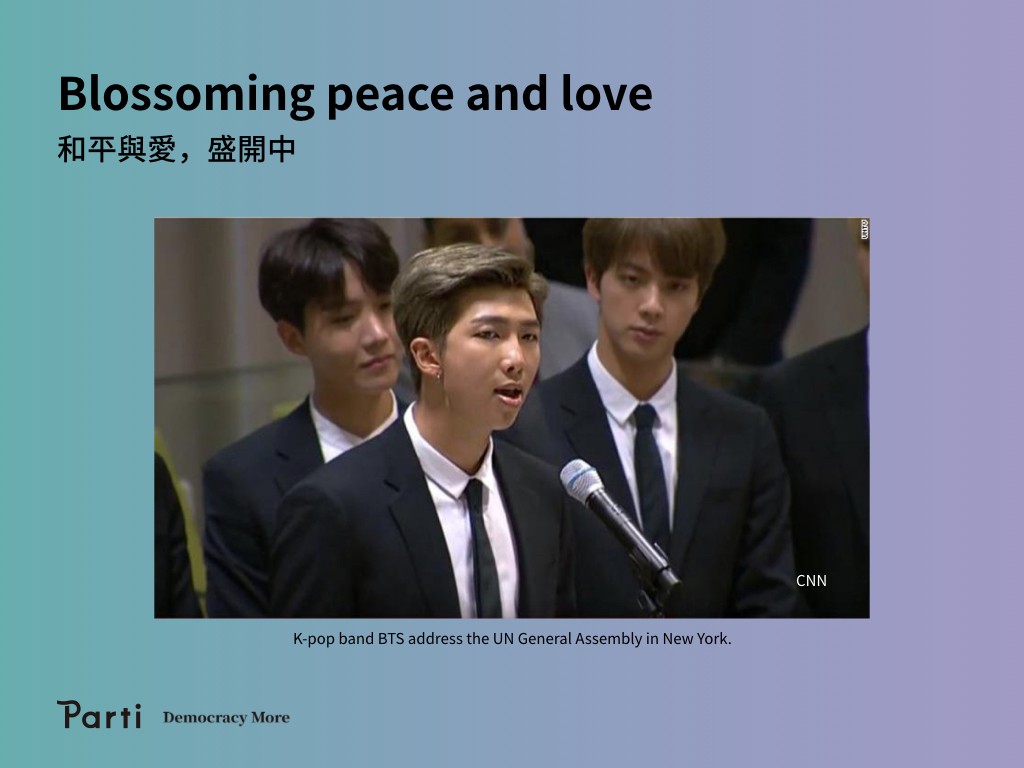 Blossoming peace and love
和平與愛，盛開中
UNTV
CNN
K-pop band BTS address the UN General Assembly in New York.
Parti Democracy More